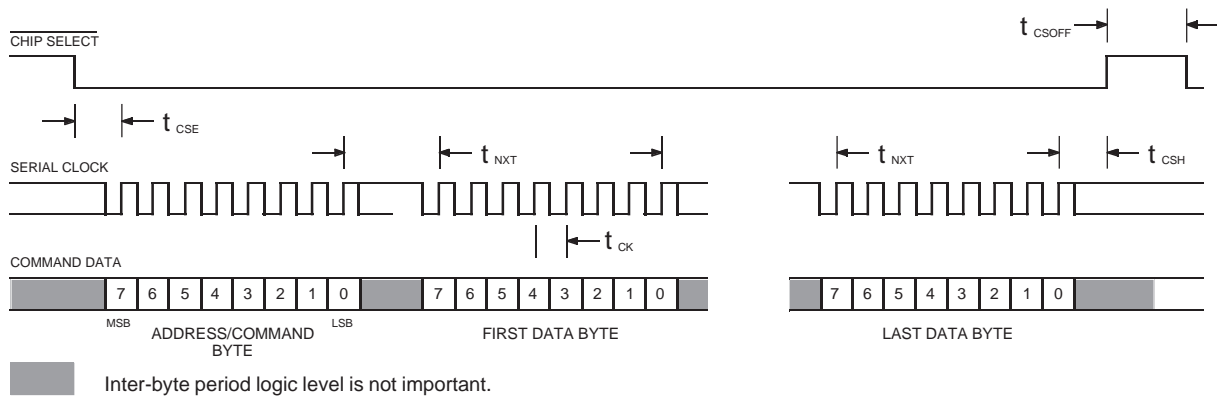 t CSOFF
CHIP SELECT
t CSE
t NXT
t NXT
t CSH
SERIAL CLOCK
t CK
COMMAND DATA
7 6 5 4 3 2 1 0 7 6 5 4 3 2 1 0 7 6 5 4 3 2 1 0
MSB LSB
ADDRESS/COMMAND
BYTE
FIRST DATA BYTE
LAST DATA BYTE
Inter-byte period logic level is not important.